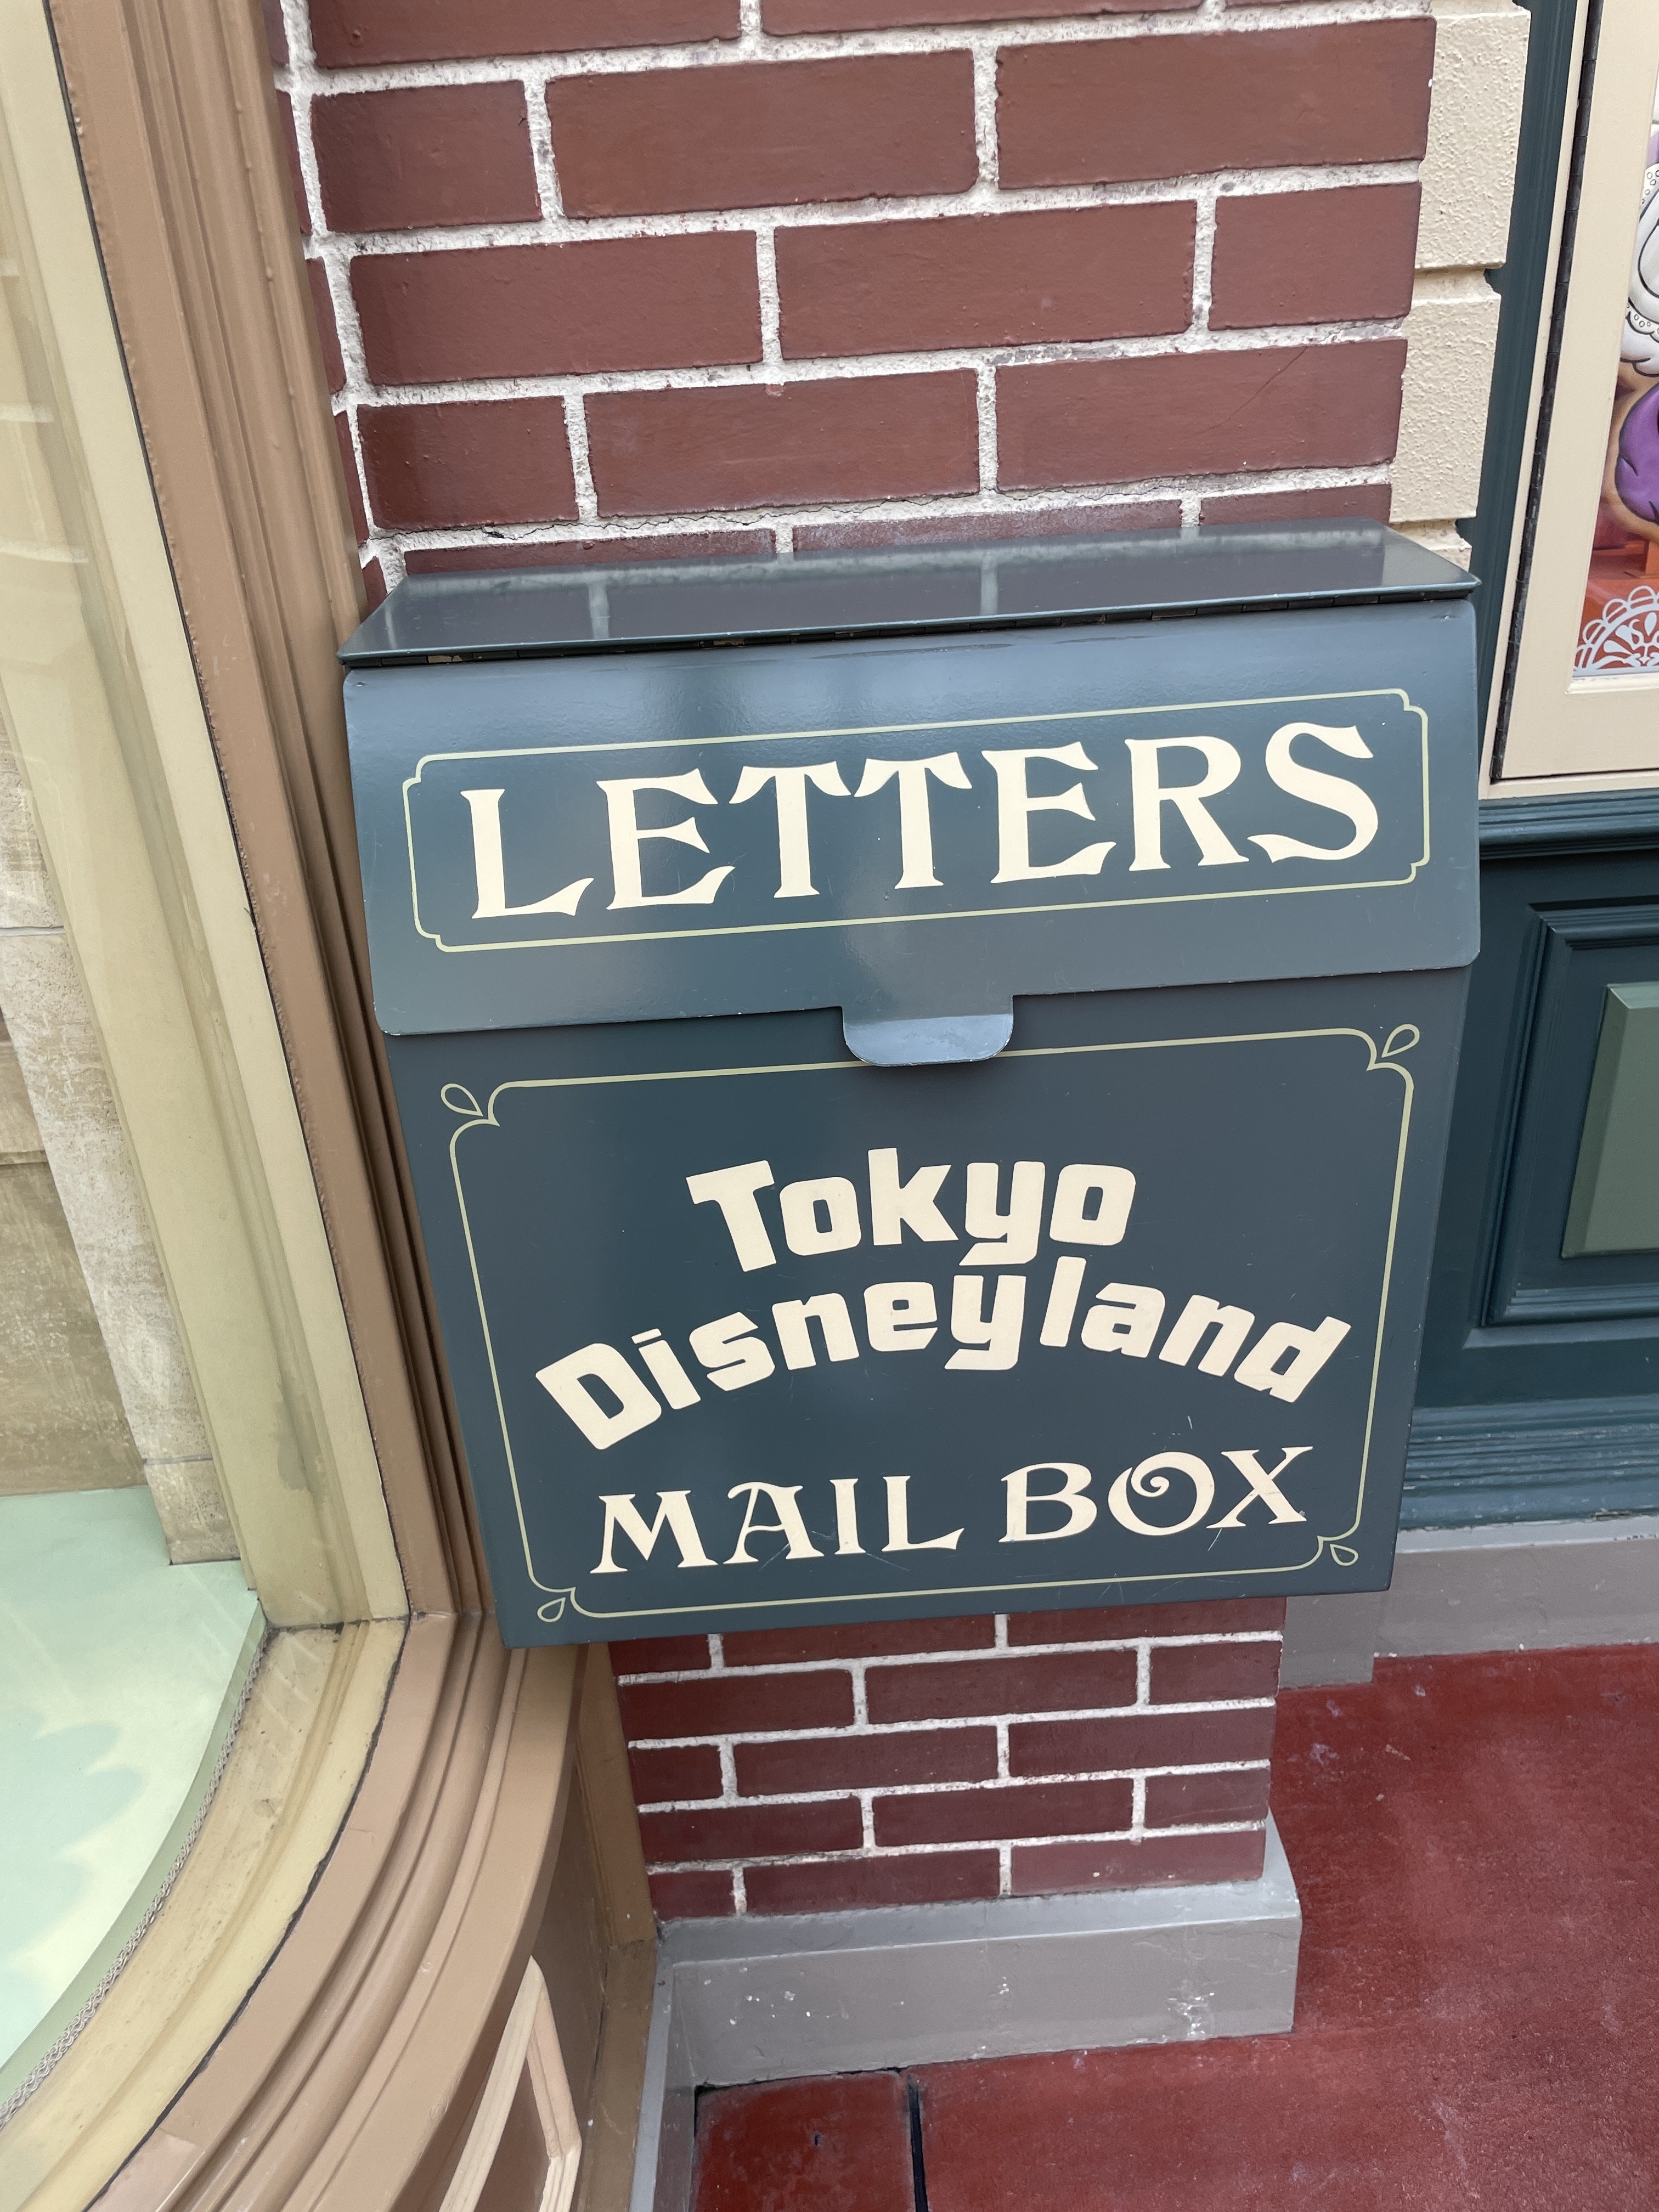 LETTERS
Tokyo
Disneyland
MAIL BOX